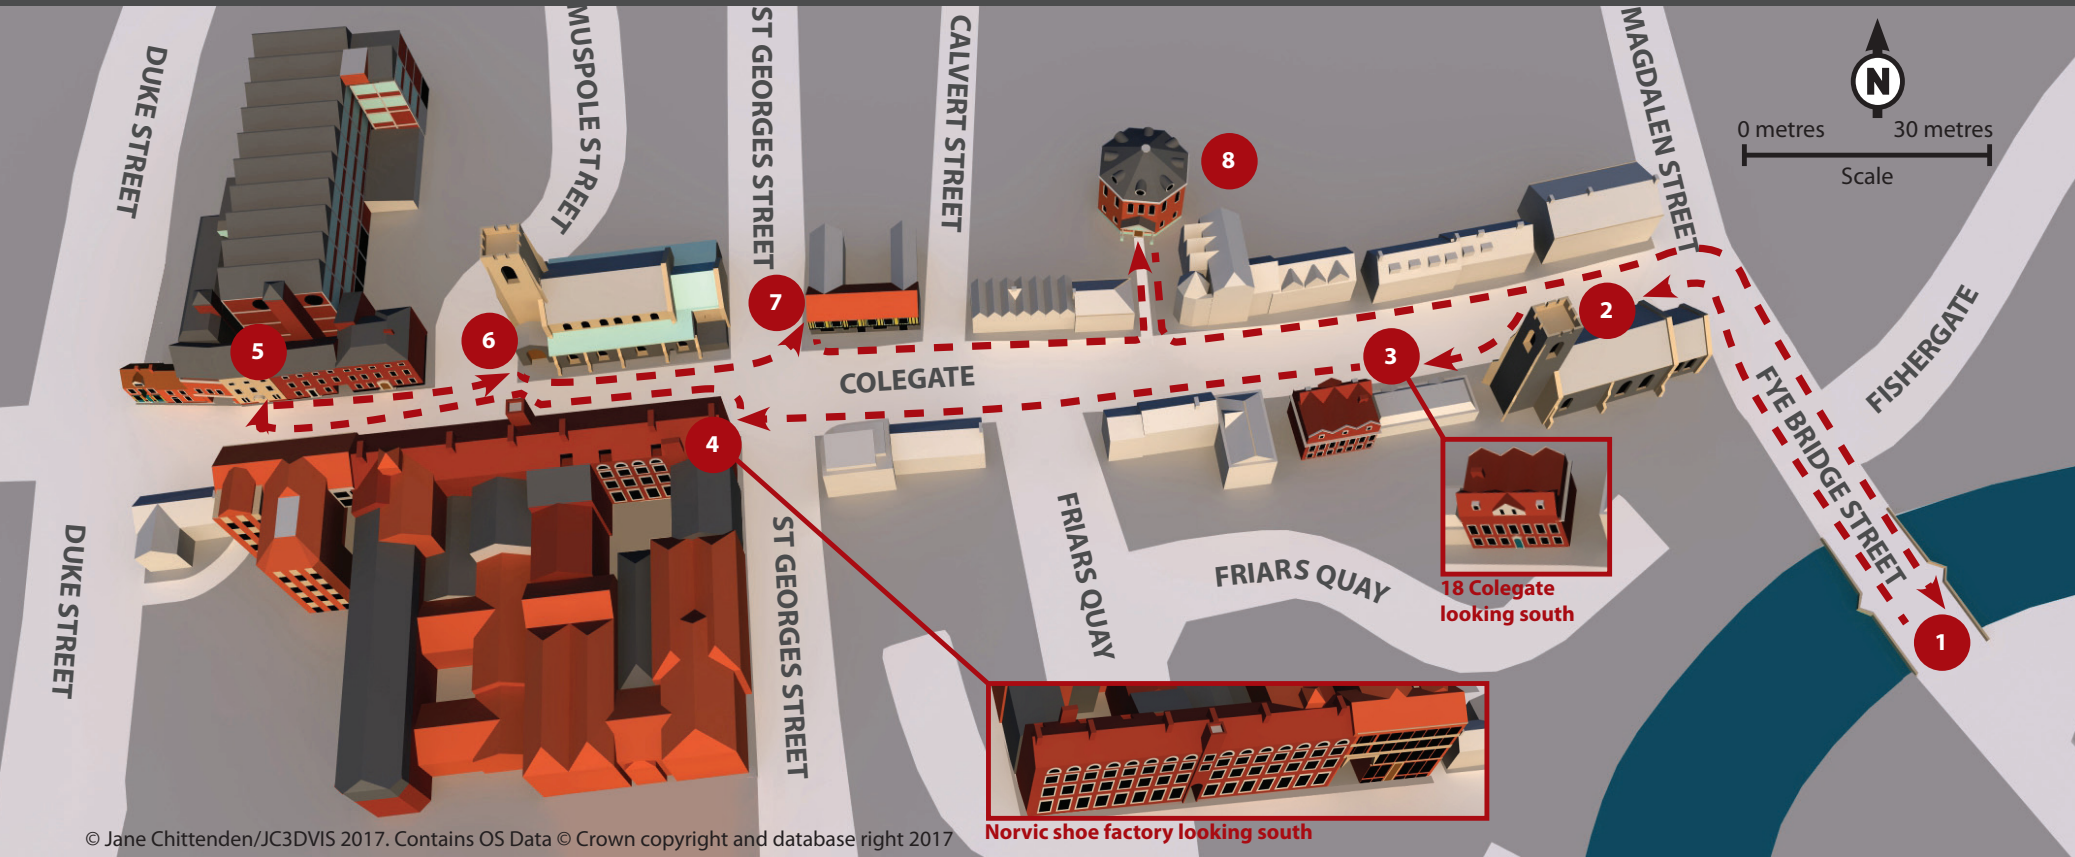 DUKE STREET
MUSPOLE STREET
ST GEORGES STREET
CALVERT STREET
MAGDALEN STREET
N
0 metres 30 metres
Scale
8
7
6
5
2
3
COLEGATE
FISHERGATE
FYE BRIDGE STREET
4
DUKE STREET
ST GEORGES STREET
FRIARS QUAY
FRIARS QUAY
18 Colegate
looking south
1
Norvic shoe factory looking south
© Jane Chittenden/JC3DVIS 2017. Contains OS Data © Crown copyright and database right 2017